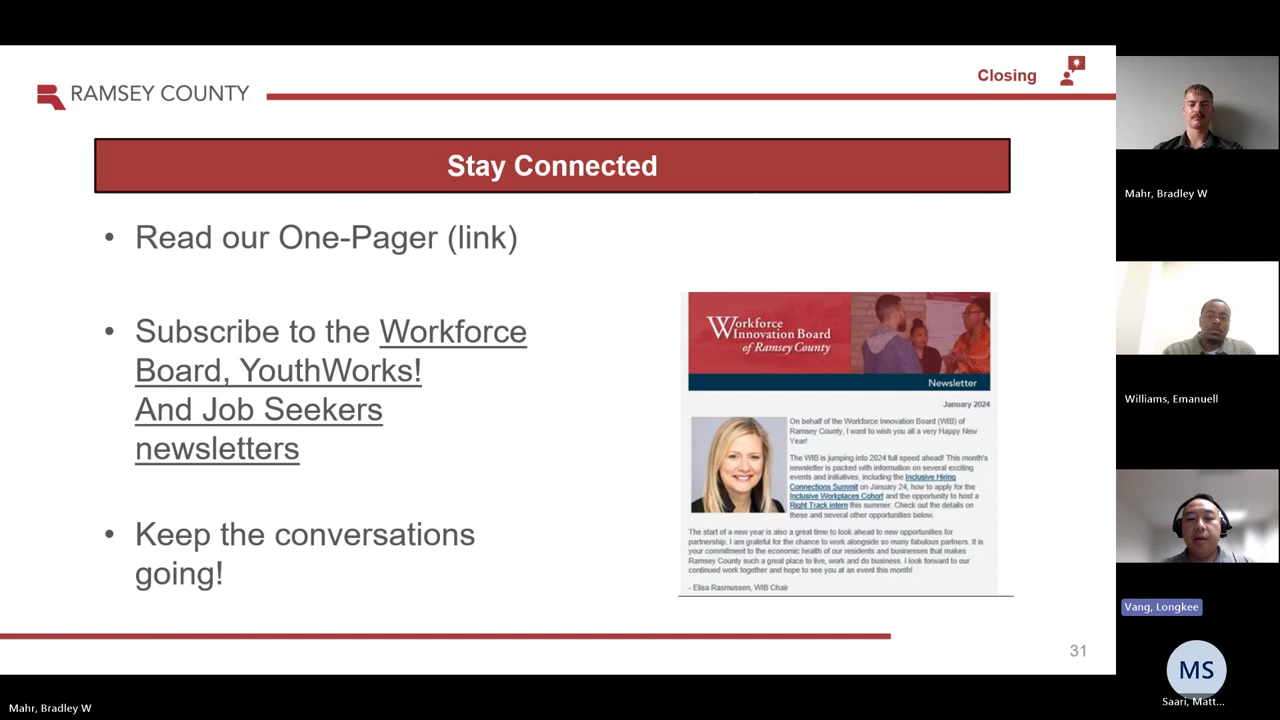 RAMSEY COUNTY
Closing
Stay Connected
• Read our One-Pager (link)
• Subscribe to the Workforce
Board, YouthWorks!
And Job Seekers
newsletters
• Keep the conversations
going!
Workforce
Innovation Board
of Ramsey County
Newsletter
January 2024
On behalf of the Workforce Innovation Board (WIB) of
Ramsey County, I want to wish you all a very Happy New
Year!
The WIB is jumping into 2024 full speed ahead! This month's
newsletter is packed with information on several exciting
events and initiatives, including the Inclusive Hiring
Connections Summit on January 24, how to apply for the
Inclusive Workplaces Cohort and the opportunity to host a
Right Track intern this summer. Check out the details on
these and several other opportunities below.
The start of a new year is also a great time to look ahead to new opportunities for
partnership. I am grateful for the chance to work alongside so many fabulous partners. It is
your commitment to the economic health of our residents and businesses that makes
Ramsey County such a great place to live, work and do business. I look forward to our
continued work together and hope to see you at an event this month!
- Elisa Rasmussen, WIB Chair
31
Mahr, Bradley W
Williams, Emanuell
Vang, Longkee
MS
Saari, Matt...
Mahr, Bradley W